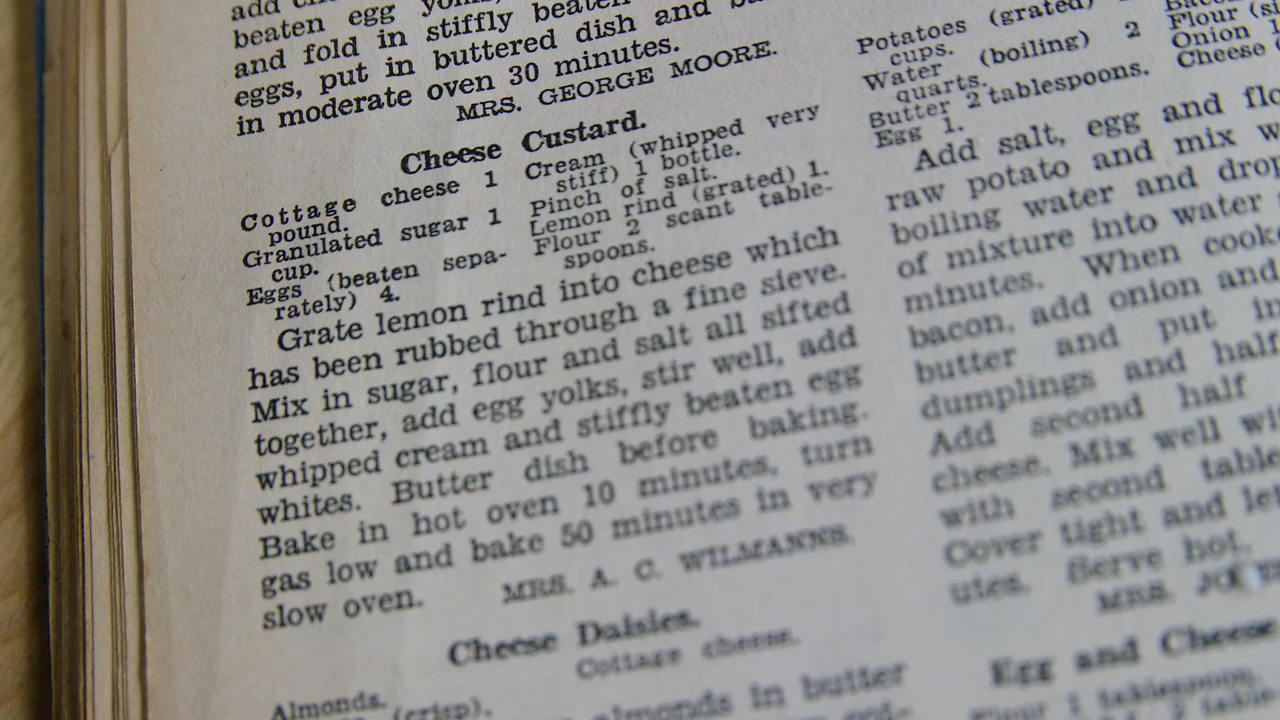 add
beaten egg yolks,
and fold in stiffly beaten
eggs, put in buttered dish and
in moderate oven 30 minutes.
MRS. GEORGE MOORE.
Cheese Custard.
Cottage cheese 1
pound.
Granulated sugar 1
cup.
Eggs (beaten sepa-
rately) 4.
Cream (whipped very
stiff) 1 bottle.
Pinch of salt.
Lemon rind (grated) 1.
Flour 2 scant table-
spoons.
Grate lemon rind into cheese which
has been rubbed through a fine sieve.
Mix in sugar, flour and salt all sifted
together, add egg yolks, stir well, add
whipped cream and stiffly beaten egg
whites. Butter dish before baking.
Bake in hot oven 10 minutes, turn
gas low and bake 50 minutes in very
slow oven.
MRS. A. C. WILMANNS.
Cheese Daisies.
Cottage cheese.
Almonds.
(crisp).
almonds in butter
Potatoes (grated)
cups.
Water (boiling) 2
quarts.
Butter 2 tablespoons.
Egg 1.
Flour
Onion
Cheese
Add salt, egg and
raw potato and mix
boiling water and
of mixture into water
minutes. When
bacon, add onion and
butter and put in
dumplings and half
Add second half
cheese. Mix well
with second
Cover tight and
utes. Serve hot.
MRS.
Egg and Cheese
Flour 1 tablespoon.